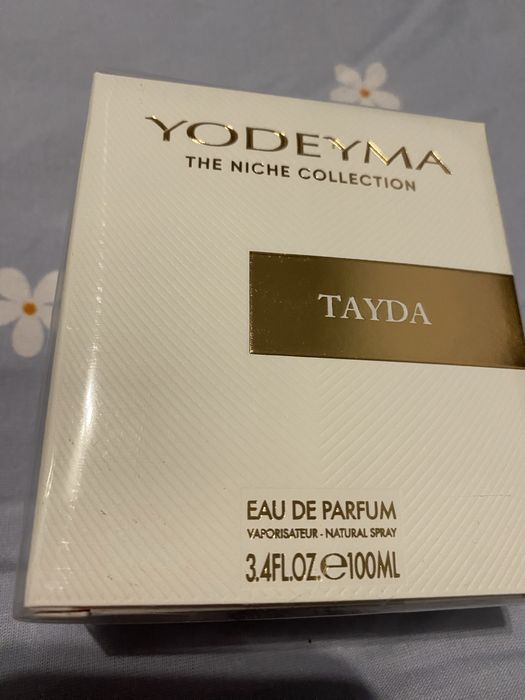 YODEYMA
THE NICHE COLLECTION
TAYDA
EAU DE PARFUM
VAPORISATEUR - NATURAL SPRAY
3.4FL.OZ.℮100ML